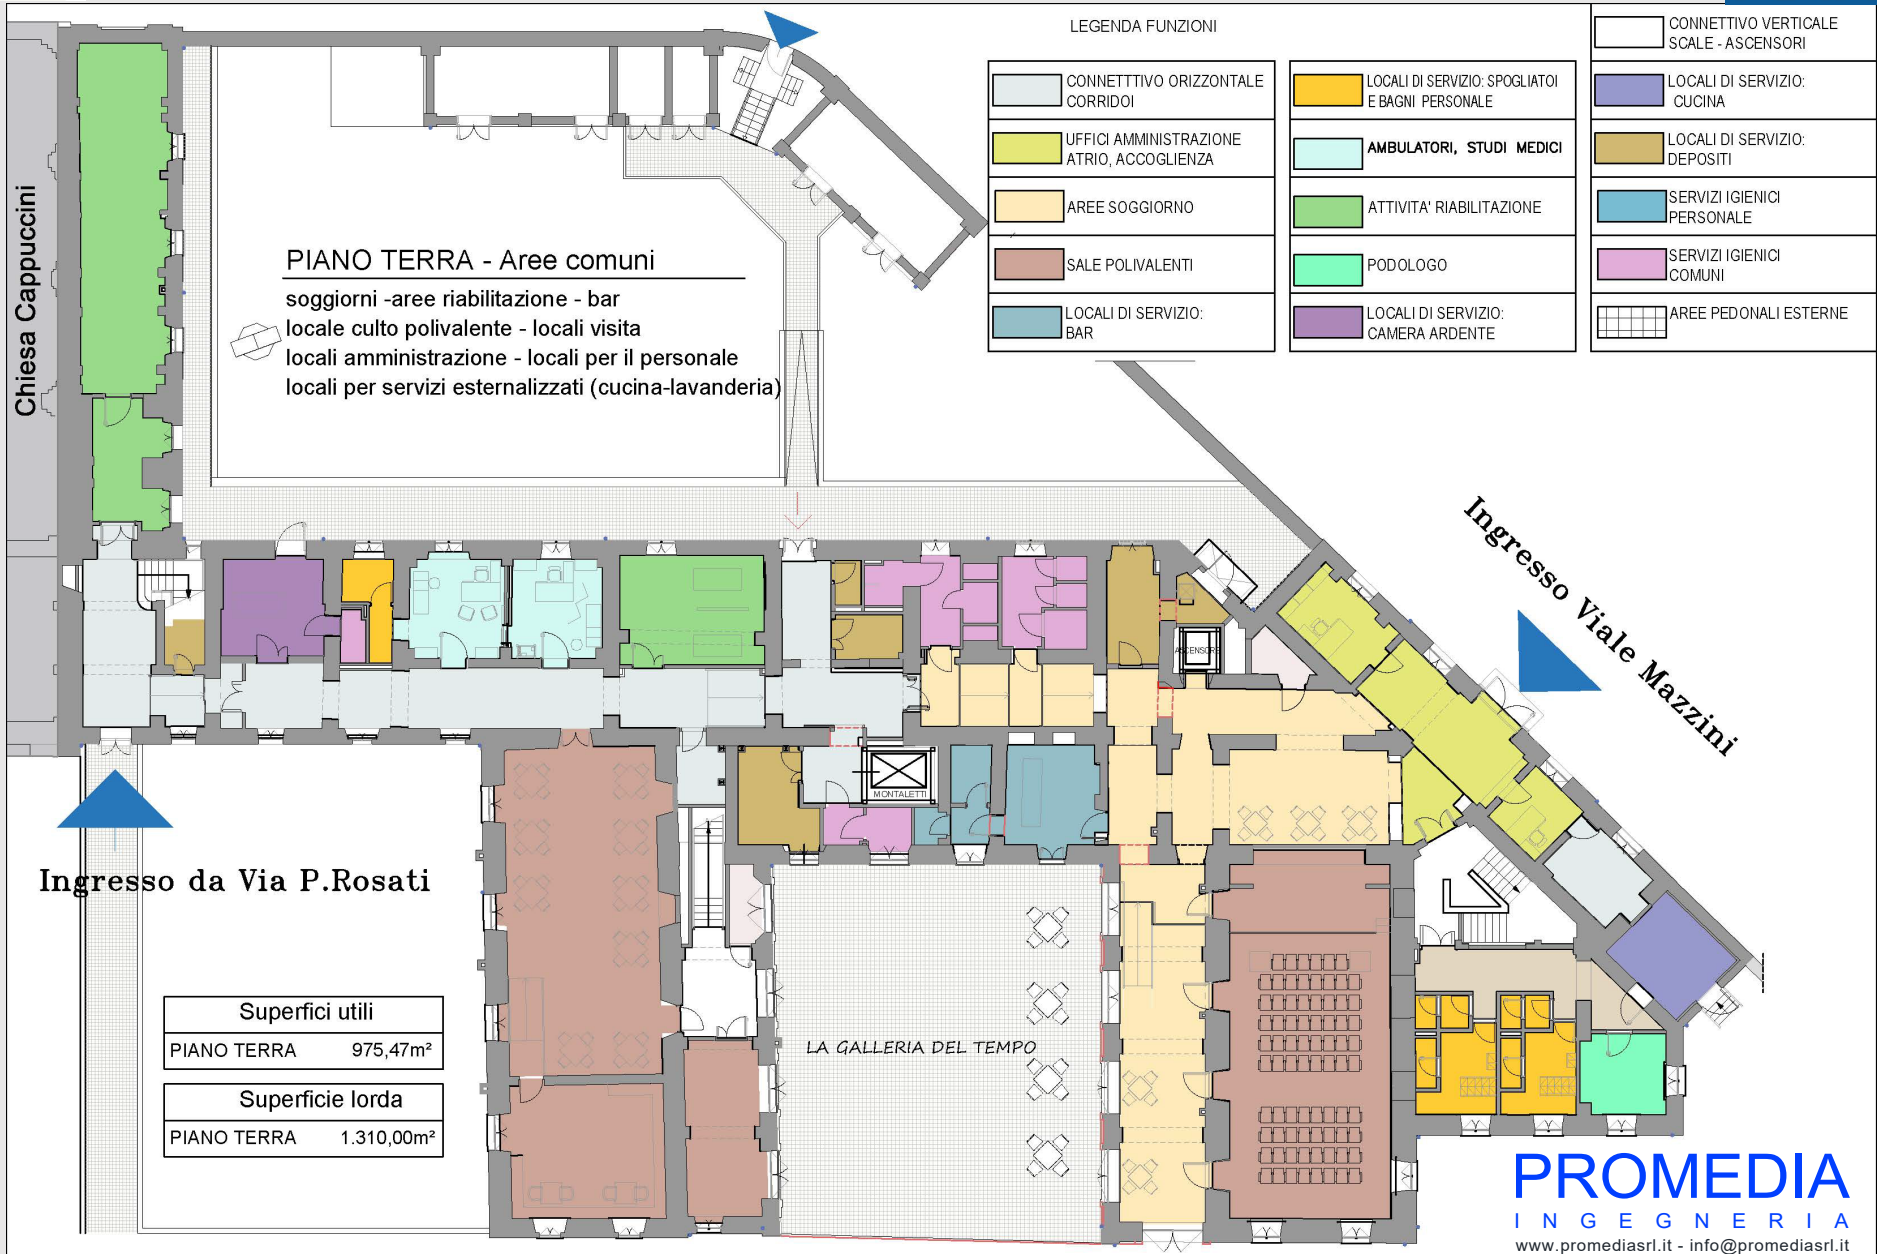 LEGENDA FUNZIONI
CONNETTTIVO ORIZZONTALE
CORRIDOI
UFFICI AMMINISTRAZIONE
ATRIO, ACCOGLIENZA
AREE SOGGIORNO
SALE POLIVALENTI
LOCALI DI SERVIZIO:
BAR
LOCALI DI SERVIZIO: SPOGLIATOI
E BAGNI PERSONALE
AMBULATORI, STUDI MEDICI
ATTIVITA' RIABILITAZIONE
PODOLOGO
LOCALI DI SERVIZIO:
CAMERA ARDENTE
CONNETTIVO VERTICALE
SCALE - ASCENSORI
LOCALI DI SERVIZIO:
CUCINA
LOCALI DI SERVIZIO:
DEPOSITI
SERVIZI IGIENICI
PERSONALE
SERVIZI IGIENICI
COMUNI
AREE PEDONALI ESTERNE
Chiesa Cappuccini
PIANO TERRA - Aree comuni
soggiorni -aree riabilitazione - bar
locale culto polivalente - locali visita
locali amministrazione - locali per il personale
locali per servizi esternalizzati (cucina-lavanderia)
Ingresso Viale Mazzini
ASCENSORE
MONTALETTI
Ingresso da Via P.Rosati
LA GALLERIA DEL TEMPO
Superfici utili
PIANO TERRA 975,47m²
Superficie lorda
PIANO TERRA 1.310,00m²
PROMEDIA
INGEGNERIA
www.promediasrl.it - info@promediasrl.it